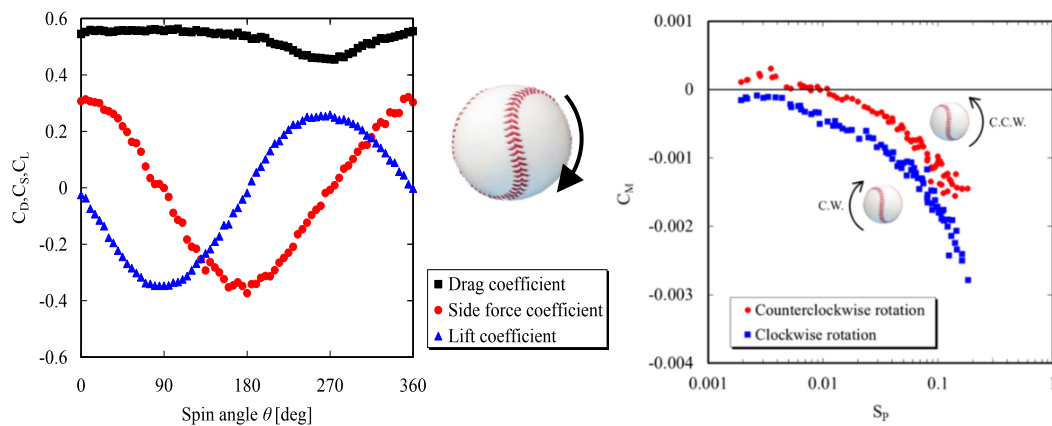 0.6
0.4
0.2
0
-0.2
-0.4
-0.6
C_D,C_S,C_L
0 90 180 270 360
Spin angle θ [deg]
Drag coefficient
Side force coefficient
Lift coefficient
0.001
0
-0.001
-0.002
-0.003
-0.004
C_M
C.C.W.
C.W.
Counterclockwise rotation
Clockwise rotation
0.001 0.01 0.1 1
S_P